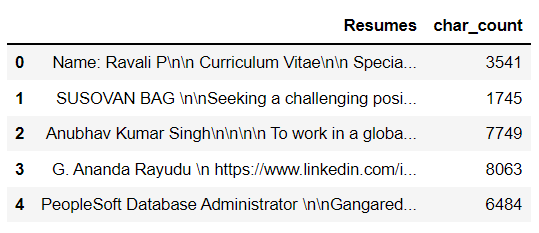 Resumes char_count
0 Name: Ravali P\n\n Curriculum Vitae\n\n Specia... 3541
1 SUSOVAN BAG \n\nSeeking a challenging posi... 1745
2 Anubhav Kumar Singh\n\n\n\n To work in a globa... 7749
3 G. Ananda Rayudu \n https://www.linkedin.com/i... 8063
4 PeopleSoft Database Administrator \n\nGangared... 6484